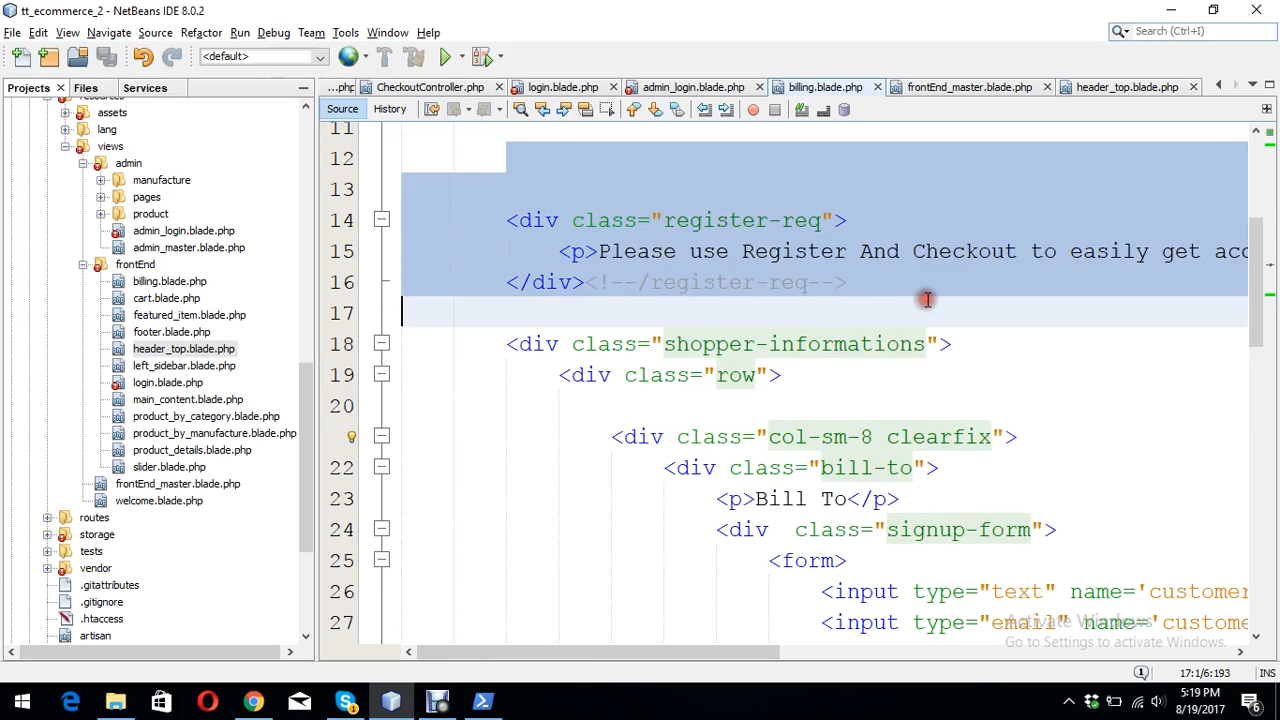 tt_ecommerce_2 - NetBeans IDE 8.0.2
File Edit View Navigate Source Refactor Run Debug Team Tools Window Help
Search (Ctrl+I)
<default>
Projects Files Services
...php CheckoutController.php login.blade.php admin_login.blade.php billing.blade.php frontEnd_master.blade.php header_top.blade.php
Source History
resources
assets
lang
views
admin
manufacture
pages
product
admin_login.blade.php
admin_master.blade.php
frontEnd
billing.blade.php
cart.blade.php
featured_item.blade.php
footer.blade.php
header_top.blade.php
left_sidebar.blade.php
login.blade.php
main_content.blade.php
product_by_category.blade.php
product_by_manufacture.blade.php
product_details.blade.php
slider.blade.php
frontEnd_master.blade.php
welcome.blade.php
routes
storage
tests
vendor
.gitattributes
.gitignore
.htaccess
artisan
11
12
13
14 <div class="register-req">
15 <p>Please use Register And Checkout to easily get acc
16 </div><!--/register-req-->
17
18 <div class="shopper-informations">
19 <div class="row">
20
<div class="col-sm-8 clearfix">
22 <div class="bill-to">
23 <p>Bill To</p>
24 <div class="signup-form">
25 <form>
26 <input type="text" name='customer
27 <input type="email" name='customer
Activate Windows
Go to Settings to activate Windows.
1 17:1/6:193 INS
5:19 PM
8/19/2017
6